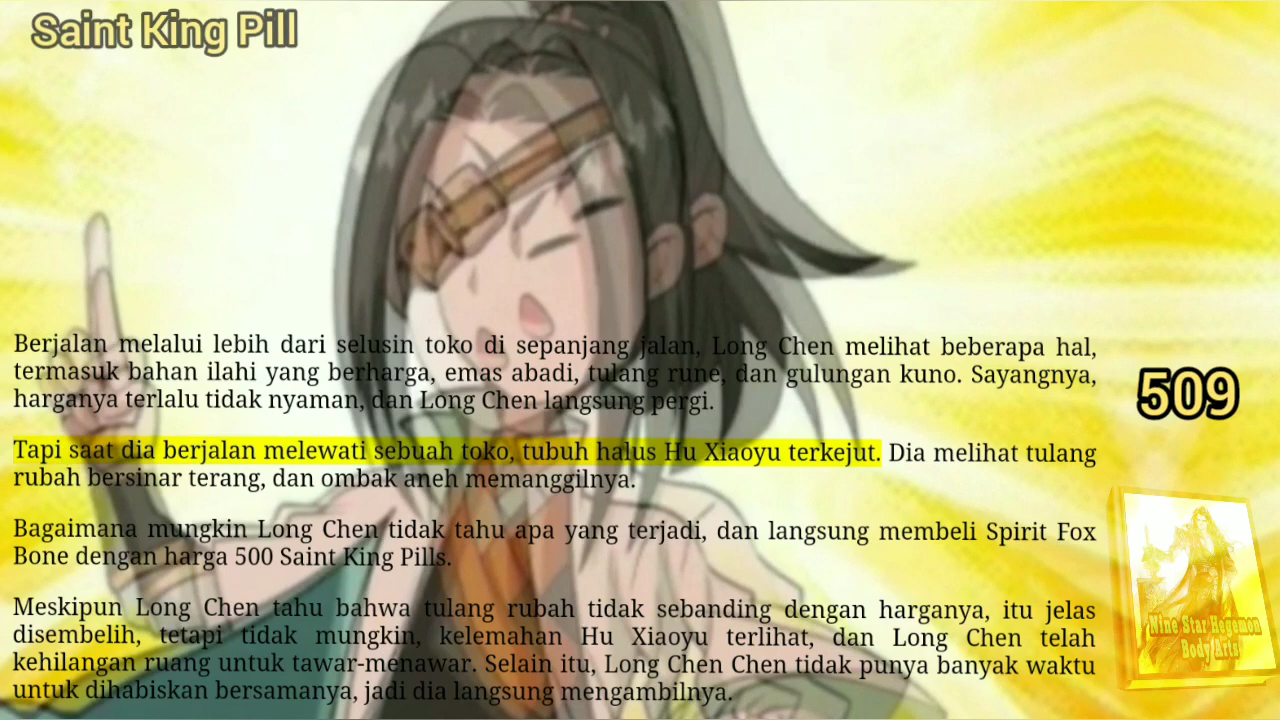 Saint King Pill
Berjalan melalui lebih dari selusin toko di sepanjang jalan, Long Chen melihat beberapa hal,
termasuk bahan ilahi yang berharga, emas abadi, tulang rune, dan gulungan kuno. Sayangnya,
harganya terlalu tidak nyaman, dan Long Chen langsung pergi.
Tapi saat dia berjalan melewati sebuah toko, tubuh halus Hu Xiaoyu terkejut. Dia melihat tulang
rubah bersinar terang, dan ombak aneh memanggilnya.
Bagaimana mungkin Long Chen tidak tahu apa yang terjadi, dan langsung membeli Spirit Fox
Bone dengan harga 500 Saint King Pills.
Meskipun Long Chen tahu bahwa tulang rubah tidak sebanding dengan harganya, itu jelas
disembelih, tetapi tidak mungkin, kelemahan Hu Xiaoyu terlihat, dan Long Chen telah
kehilangan ruang untuk tawar-menawar. Selain itu, Long Chen Chen tidak punya banyak waktu
untuk dihabiskan bersamanya, jadi dia langsung mengambilnya.
509
Nine Star Hegemon
Body Arts